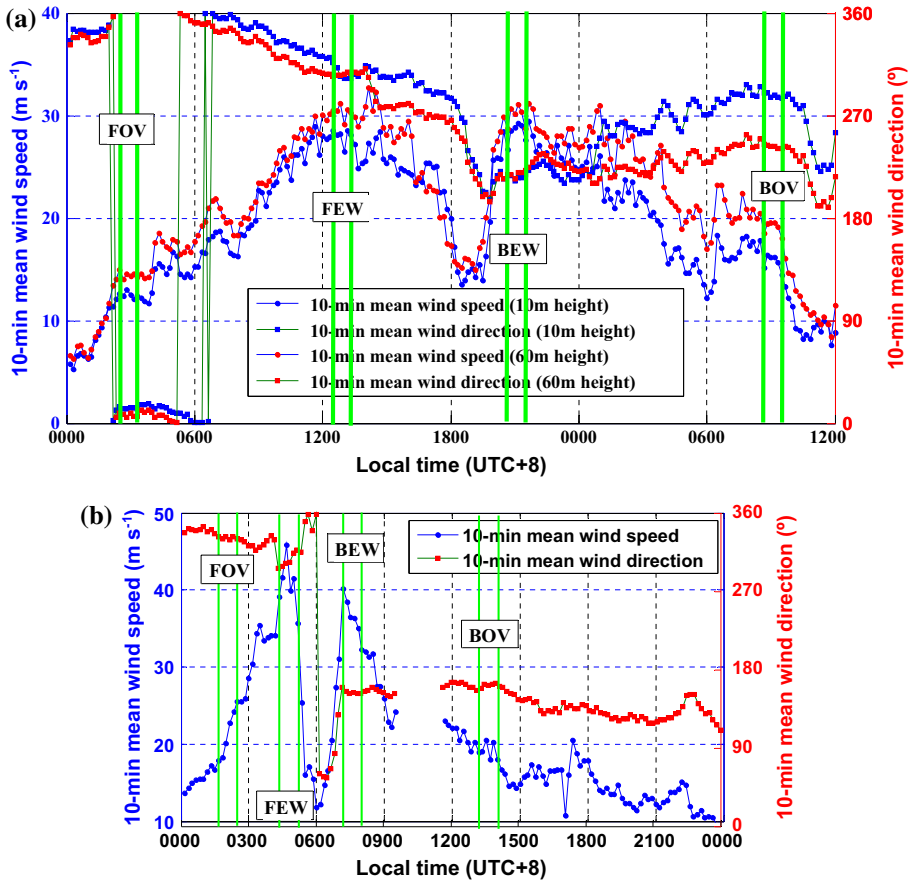 (a)
40
30
20
10
0
10-min mean wind speed (m s⁻¹)
360
270
180
90
0
10-min mean wind direction (º)
FOV
FEW
BEW
BOV
10-min mean wind speed (10m height)
10-min mean wind direction (10m height)
10-min mean wind speed (60m height)
10-min mean wind direction (60m height)
0000 0600 1200 1800 0000 0600 1200
Local time (UTC+8)
(b)
50
40
30
20
10
10-min mean wind speed (m s⁻¹)
360
270
180
90
0
10-min mean wind direction (º)
FOV
FEW
BEW
BOV
10-min mean wind speed
10-min mean wind direction
0000 0300 0600 0900 1200 1500 1800 2100 0000
Local time (UTC+8)